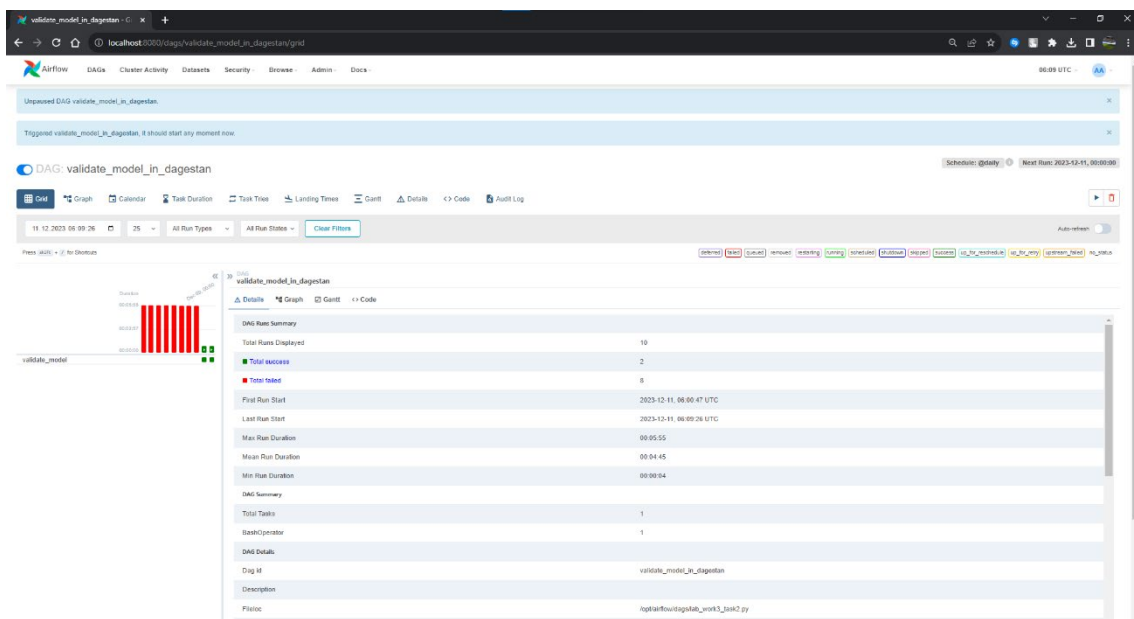 validate_model_in_dagestan - G
localhost:8080/dags/validate_model_in_dagestan/grid
Airflow DAGs Cluster Activity Datasets Security Browse Admin Docs 06:09 UTC AA
Unpaused DAG validate_model_in_dagestan.
Triggered validate_model_in_dagestan, it should start any moment now.
DAG: validate_model_in_dagestan Schedule: @daily Next Run: 2023-12-11, 00:00:00
Grid Graph Calendar Task Duration Task Tries Landing Times Gantt Details <> Code Audit Log
11.12.2023 06:09:26 25 All Run Types All Run States Clear Filters Auto-refresh
Press shift + / for Shortcuts deferred failed queued removed restarting running scheduled shutdown skipped success up_for_reschedule up_for_retry upstream_failed no_status
DAG
validate_model_in_dagestan
Details Graph Gantt <> Code
Duration
00:00:00
validate_model
DAG Runs Summary
Total Runs Displayed 10
Total success 2
Total failed 8
First Run Start 2023-12-11, 06:00:47 UTC
Last Run Start 2023-12-11, 06:09:26 UTC
Max Run Duration 00:05:55
Mean Run Duration 00:04:45
Min Run Duration 00:00:04
DAG Summary
Total Tasks 1
BashOperator 1
DAG Details
Dag id validate_model_in_dagestan
Description
Fileloc /opt/airflow/dags/lab_work3_task2.py